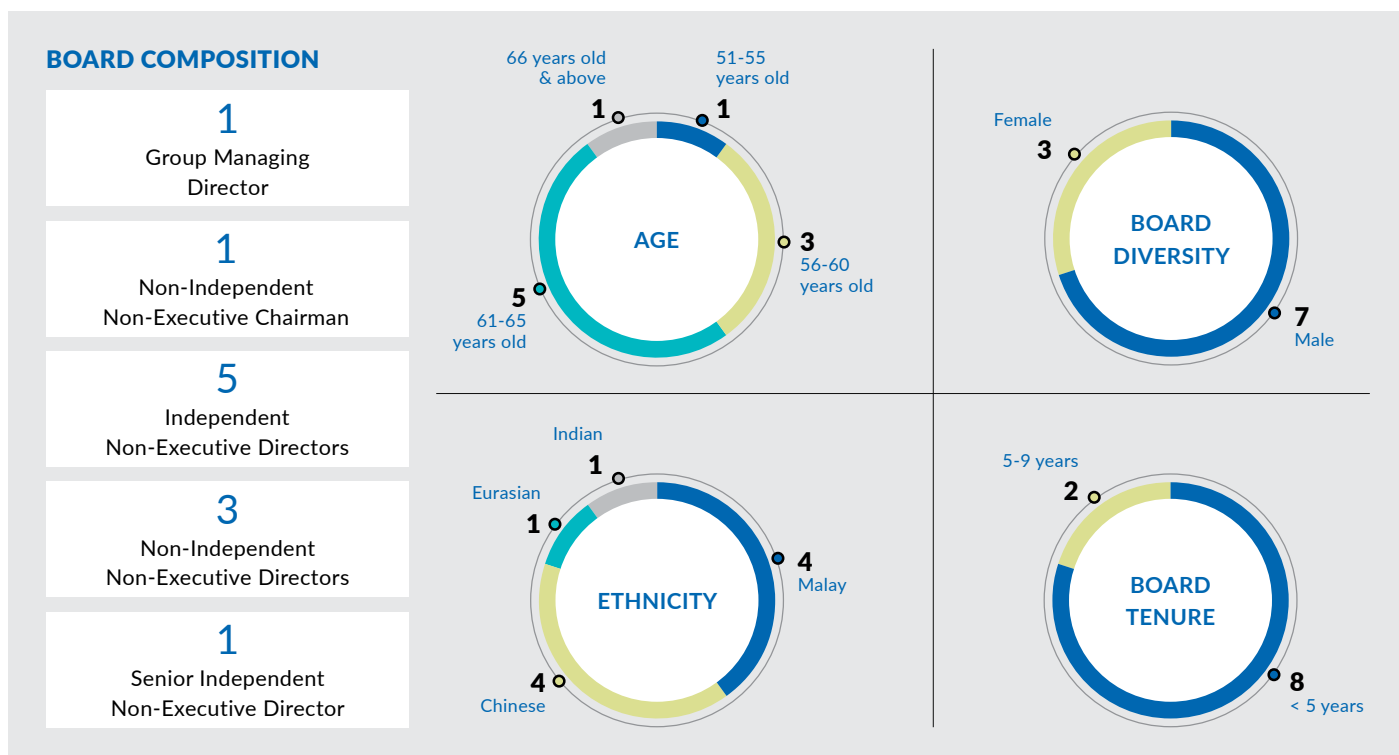 BOARD COMPOSITION
1
Group Managing
Director
1
Non-Independent
Non-Executive Chairman
5
Independent
Non-Executive Directors
3
Non-Independent
Non-Executive Directors
1
Senior Independent
Non-Executive Director
66 years old
& above
1
51-55
years old
1
AGE
3
56-60
years old
5
61-65
years old
Female
3
BOARD
DIVERSITY
7
Male
Indian
1
Eurasian
1
4
Malay
ETHNICITY
4
Chinese
5-9 years
2
BOARD
TENURE
8
< 5 years